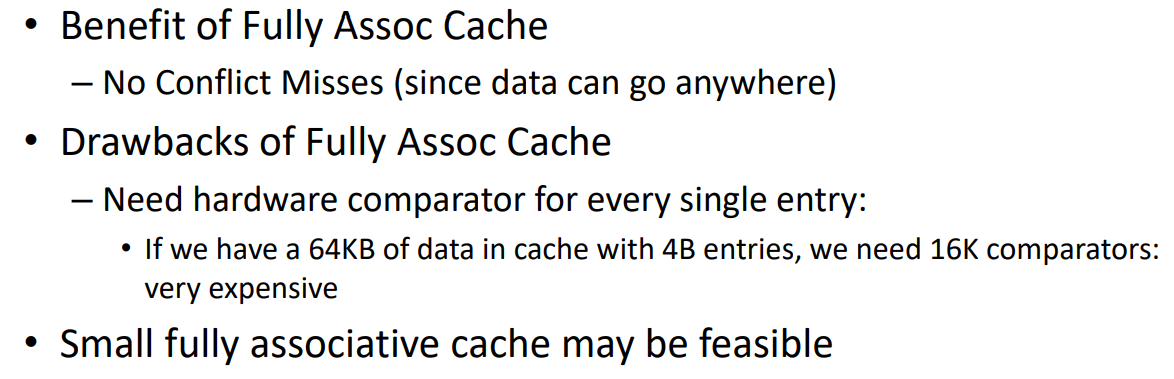 • Benefit of Fully Assoc Cache
– No Conflict Misses (since data can go anywhere)
• Drawbacks of Fully Assoc Cache
– Need hardware comparator for every single entry:
• If we have a 64KB of data in cache with 4B entries, we need 16K comparators:
very expensive
• Small fully associative cache may be feasible